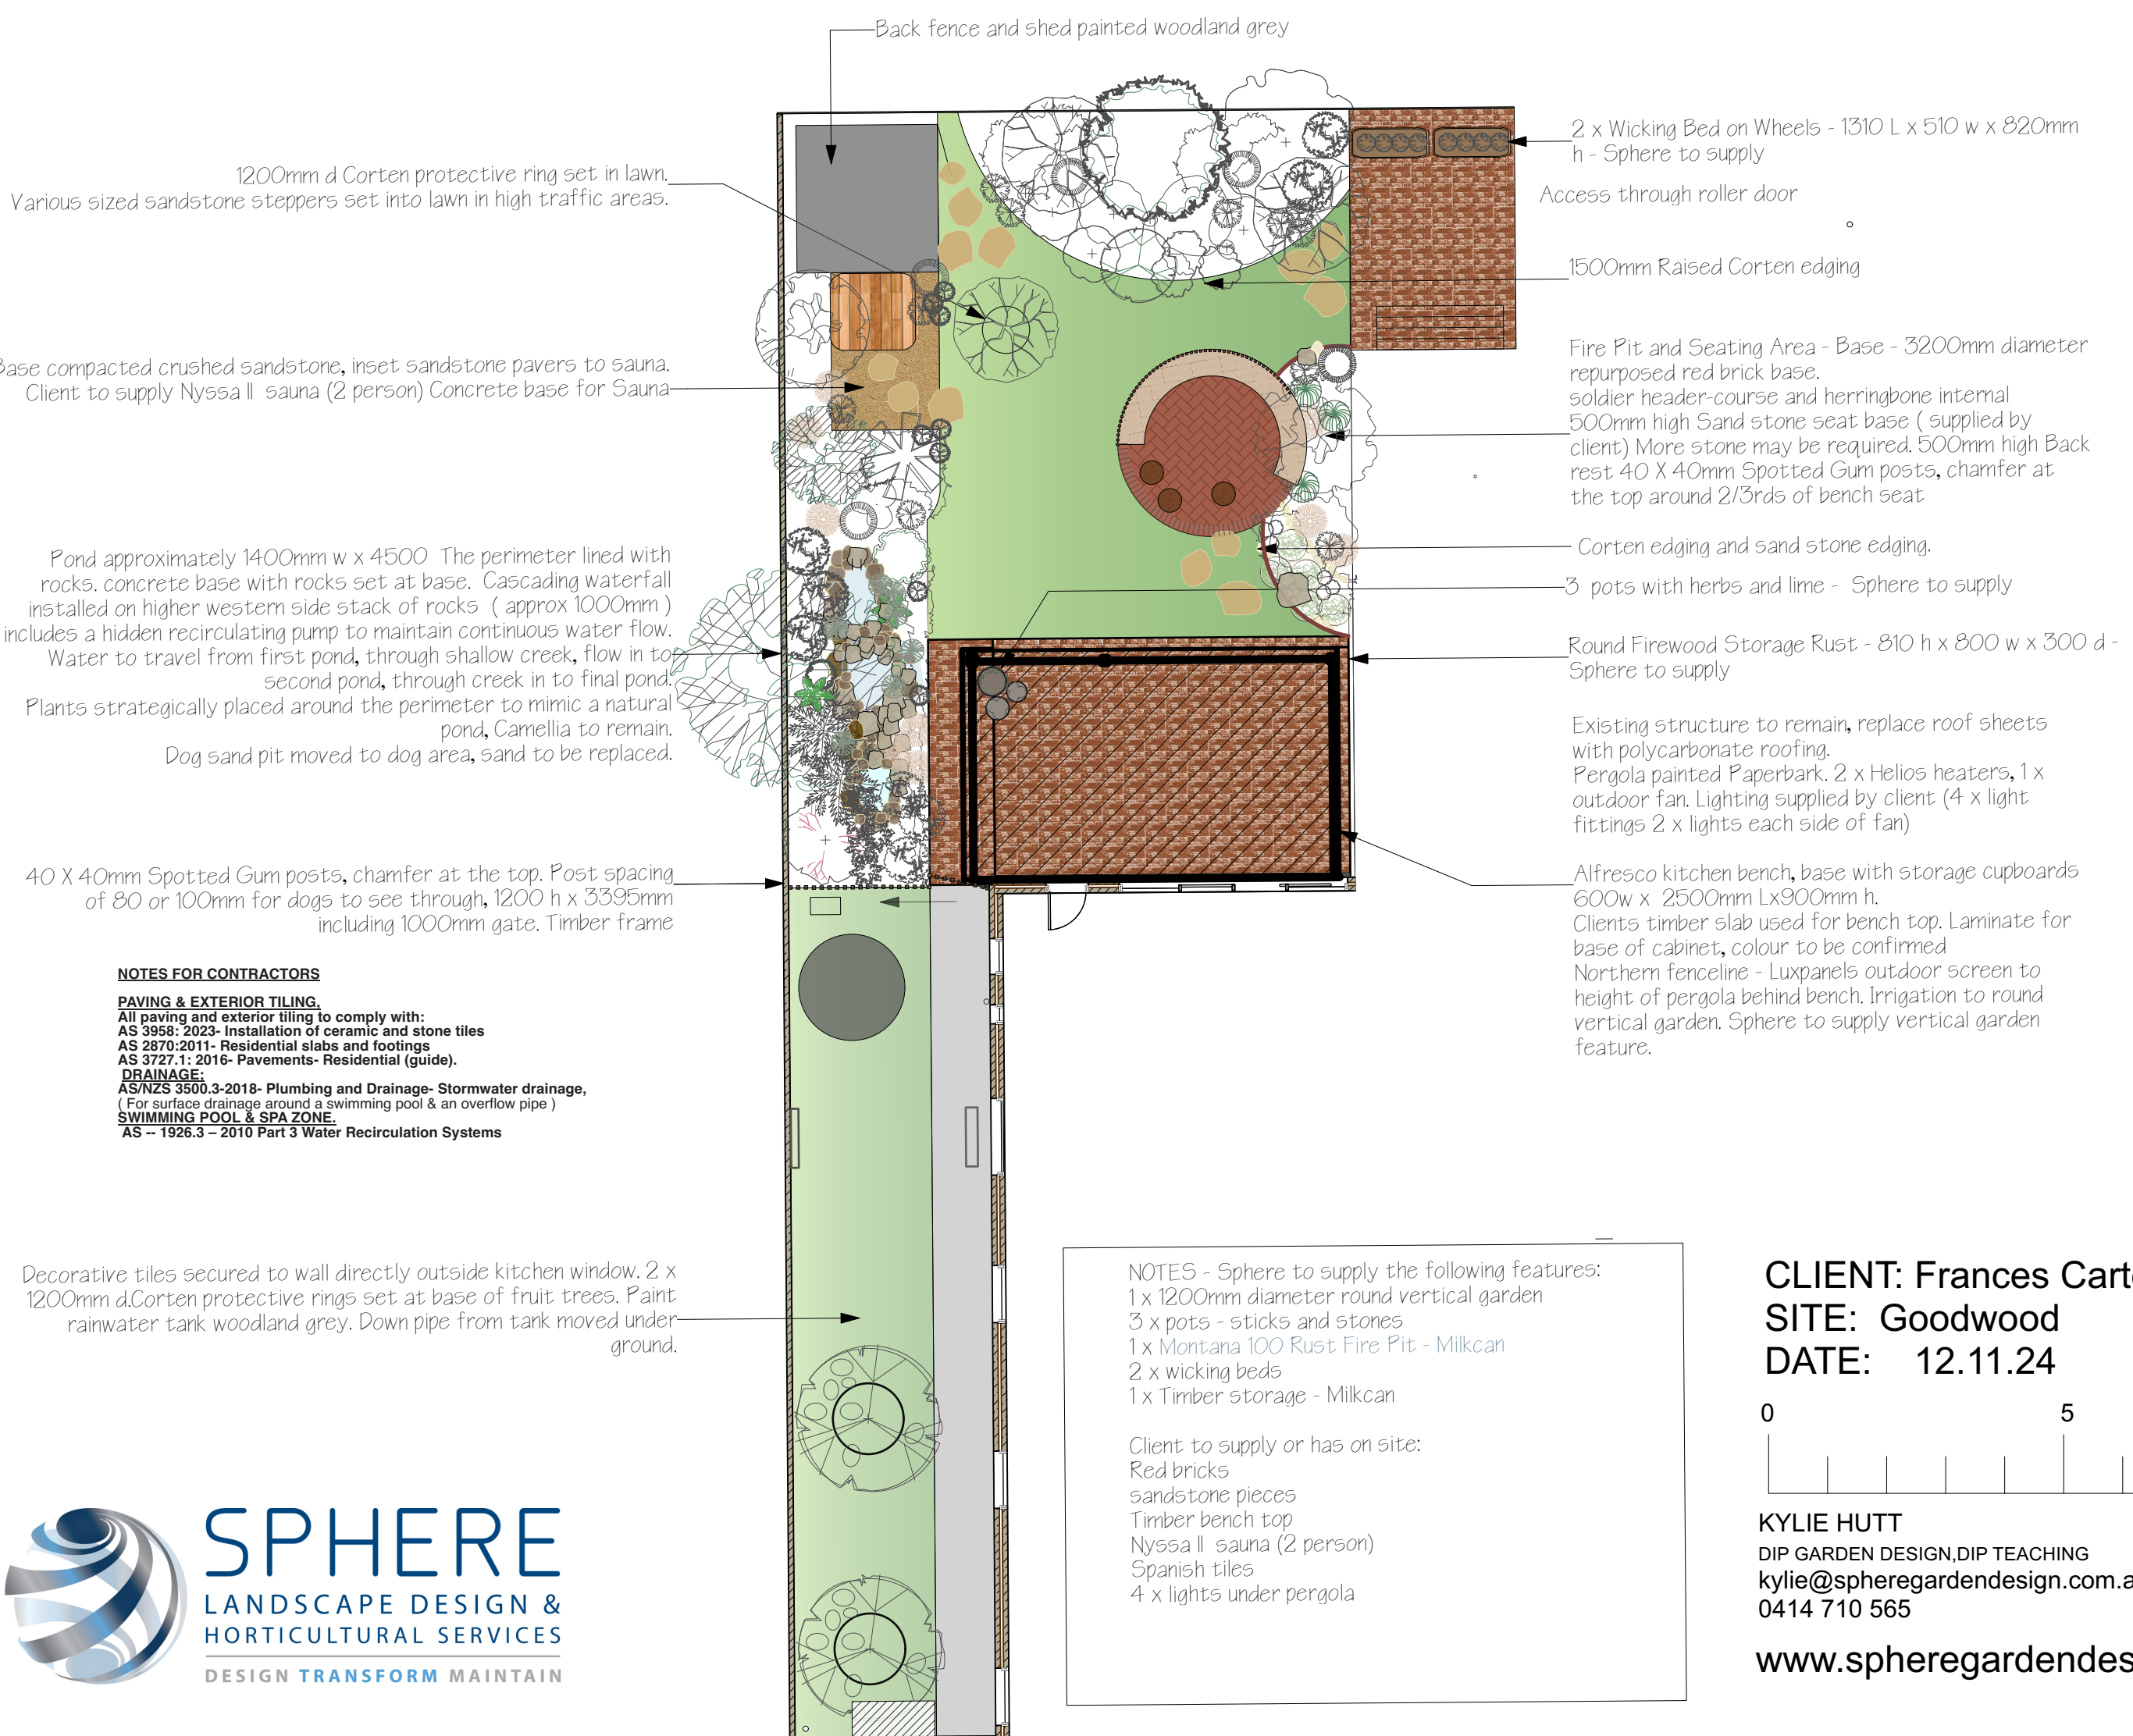 Back fence and shed painted woodland grey
1200mm d Corten protective ring set in lawn.
Various sized sandstone steppers set into lawn in high traffic areas.
Base compacted crushed sandstone, inset sandstone pavers to sauna.
Client to supply Nyssa II sauna (2 person) Concrete base for Sauna
Pond approximately 1400mm w x 4500 The perimeter lined with
rocks. concrete base with rocks set at base. Cascading waterfall
installed on higher western side stack of rocks ( approx 1000mm )
includes a hidden recirculating pump to maintain continuous water flow.
Water to travel from first pond, through shallow creek, flow in to
second pond, through creek in to final pond.
Plants strategically placed around the perimeter to mimic a natural
pond, Camellia to remain.
Dog sand pit moved to dog area, sand to be replaced.
40 X 40mm Spotted Gum posts, chamfer at the top. Post spacing
of 80 or 100mm for dogs to see through, 1200 h x 3395mm
including 1000mm gate. Timber frame
NOTES FOR CONTRACTORS
PAVING & EXTERIOR TILING,
All paving and exterior tiling to comply with:
AS 3958: 2023- Installation of ceramic and stone tiles
AS 2870:2011- Residential slabs and footings
AS 3727.1: 2016- Pavements- Residential (guide).
DRAINAGE:
AS/NZS 3500.3-2018- Plumbing and Drainage- Stormwater drainage,
( For surface drainage around a swimming pool & an overflow pipe )
SWIMMING POOL & SPA ZONE.
AS -- 1926.3 – 2010 Part 3 Water Recirculation Systems
Decorative tiles secured to wall directly outside kitchen window. 2 x
1200mm d.Corten protective rings set at base of fruit trees. Paint
rainwater tank woodland grey. Down pipe from tank moved under
ground.
2 x Wicking Bed on Wheels - 1310 L x 510 w x 820mm
h - Sphere to supply
Access through roller door
1500mm Raised Corten edging
Fire Pit and Seating Area - Base - 3200mm diameter
repurposed red brick base.
soldier header-course and herringbone internal
500mm high Sand stone seat base ( supplied by
client) More stone may be required. 500mm high Back
rest 40 X 40mm Spotted Gum posts, chamfer at
the top around 2/3rds of bench seat
Corten edging and sand stone edging.
3 pots with herbs and lime - Sphere to supply
Round Firewood Storage Rust - 810 h x 800 w x 300 d -
Sphere to supply
Existing structure to remain, replace roof sheets
with polycarbonate roofing.
Pergola painted Paperbark. 2 x Helios heaters, 1 x
outdoor fan. Lighting supplied by client (4 x light
fittings 2 x lights each side of fan)
Alfresco kitchen bench, base with storage cupboards
600w x 2500mm Lx900mm h.
Clients timber slab used for bench top. Laminate for
base of cabinet, colour to be confirmed
Northern fenceline - Luxpanels outdoor screen to
height of pergola behind bench. Irrigation to round
vertical garden. Sphere to supply vertical garden
feature.
NOTES - Sphere to supply the following features:
1 x 1200mm diameter round vertical garden
3 x pots - sticks and stones
1 x Montana 100 Rust Fire Pit - Milkcan
2 x wicking beds
1 x Timber storage - Milkcan
Client to supply or has on site:
Red bricks
sandstone pieces
Timber bench top
Nyssa II sauna (2 person)
Spanish tiles
4 x lights under pergola
CLIENT: Frances Cart
SITE: Goodwood
DATE: 12.11.24
0 5
KYLIE HUTT
DIP GARDEN DESIGN,DIP TEACHING
kylie@spheregardendesign.com.a
0414 710 565
www.spheregardendes
SPHERE
LANDSCAPE DESIGN &
HORTICULTURAL SERVICES
DESIGN TRANSFORM MAINTAIN